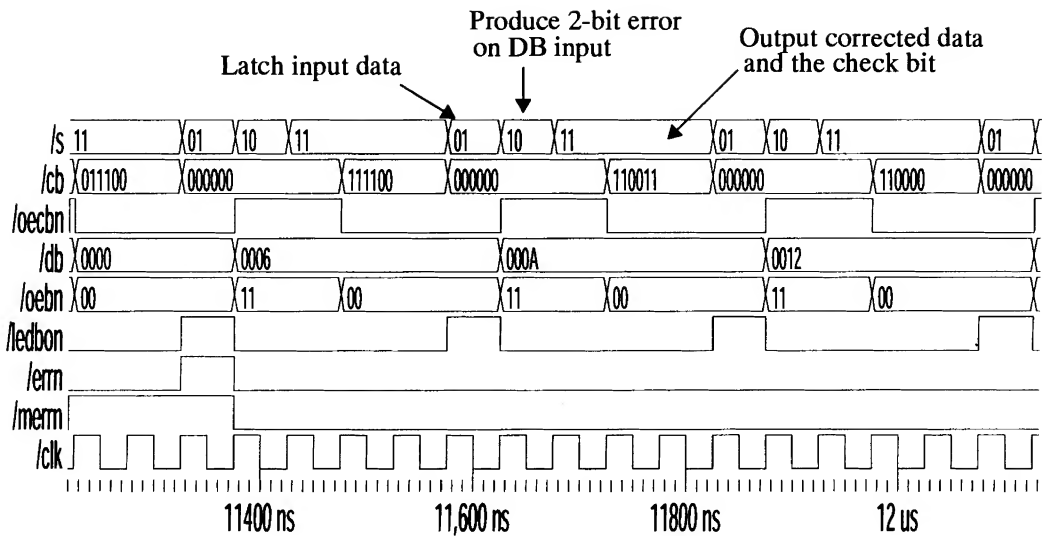 Produce 2-bit error
on DB input
Output corrected data
and the check bit
Latch input data
/s 11 01 10 11 01 10 11 01 10 11 01
/cb 011100 000000 111100 000000 110011 000000 110000 000000
/oecbn
/db 0000 0006 000A 0012
/oebn 00 11 00 11 00 11 00
/ledbon
/errn
/merrn
/clk
11400 ns 11,600 ns 11800 ns 12 us